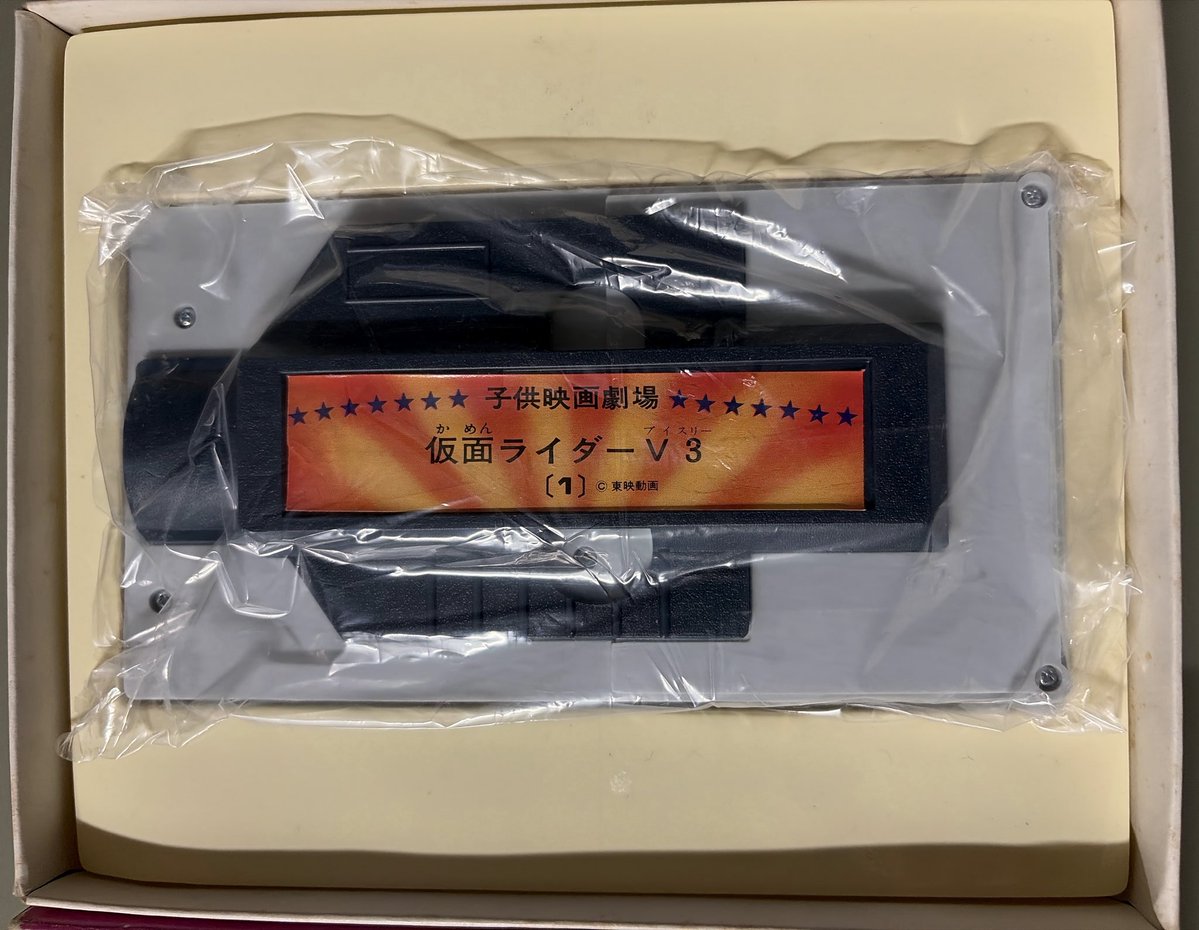 ★★★★★★★ 子供映画劇場 ★★★★★★★
かめん ブイスリー
仮面ライダーV3
〔1〕 © 東映動画